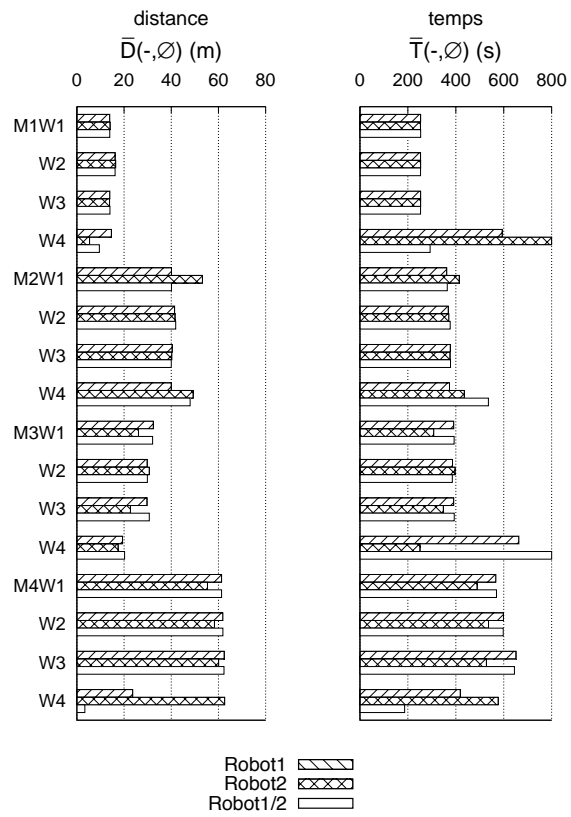 distance temps
D̅(-,∅) (m) T̅(-,∅) (s)
0 20 40 60 80 0 200 400 600 800
M1W1
W2
W3
W4
M2W1
W2
W3
W4
M3W1
W2
W3
W4
M4W1
W2
W3
W4
Robot1
Robot2
Robot1/2